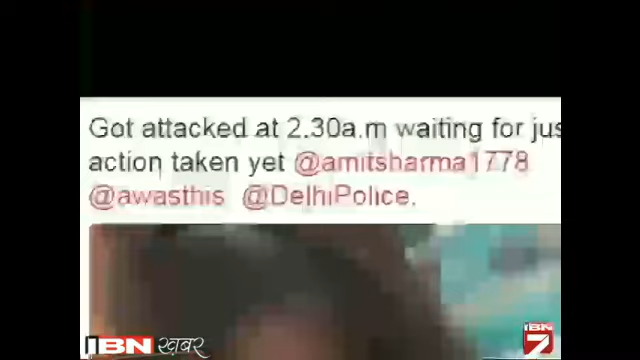 Got attacked at 2.30a.m waiting for jus
action taken yet @amitsharma1778
@awasthis @DelhiPolice.
IBN खबर
IBN
7